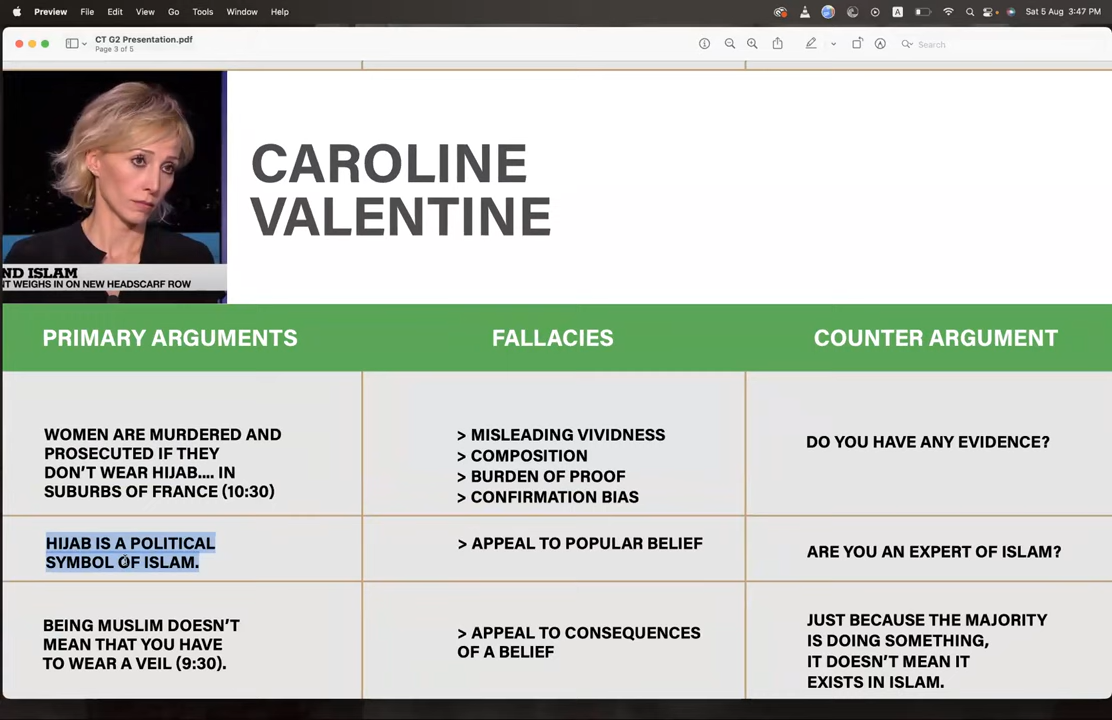 Preview File Edit View Go Tools Window Help
A
Sat 5 Aug 3:47 PM
CT G2 Presentation.pdf
Page 3 of 5
Search
ND ISLAM
T WEIGHS IN ON NEW HEADSCARF ROW
CAROLINE
VALENTINE
PRIMARY ARGUMENTS
FALLACIES
COUNTER ARGUMENT
WOMEN ARE MURDERED AND
PROSECUTED IF THEY
DON'T WEAR HIJAB.... IN
SUBURBS OF FRANCE (10:30)
> MISLEADING VIVIDNESS
> COMPOSITION
> BURDEN OF PROOF
> CONFIRMATION BIAS
DO YOU HAVE ANY EVIDENCE?
HIJAB IS A POLITICAL
SYMBOL OF ISLAM.
> APPEAL TO POPULAR BELIEF
ARE YOU AN EXPERT OF ISLAM?
BEING MUSLIM DOESN'T
MEAN THAT YOU HAVE
TO WEAR A VEIL (9:30).
> APPEAL TO CONSEQUENCES
OF A BELIEF
JUST BECAUSE THE MAJORITY
IS DOING SOMETHING,
IT DOESN'T MEAN IT
EXISTS IN ISLAM.